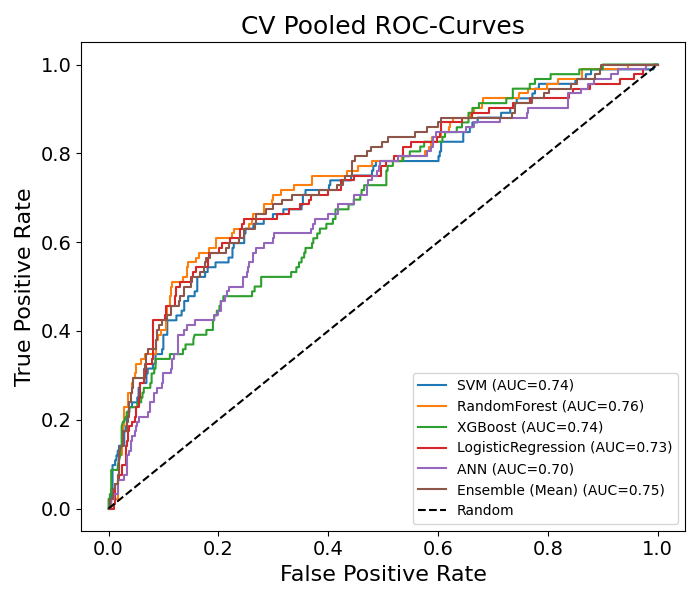 CV Pooled ROC-Curves
True Positive Rate
1.0
0.8
0.6
0.4
0.2
0.0
SVM (AUC=0.74)
RandomForest (AUC=0.76)
XGBoost (AUC=0.74)
LogisticRegression (AUC=0.73)
ANN (AUC=0.70)
Ensemble (Mean) (AUC=0.75)
Random
0.0 0.2 0.4 0.6 0.8 1.0
False Positive Rate